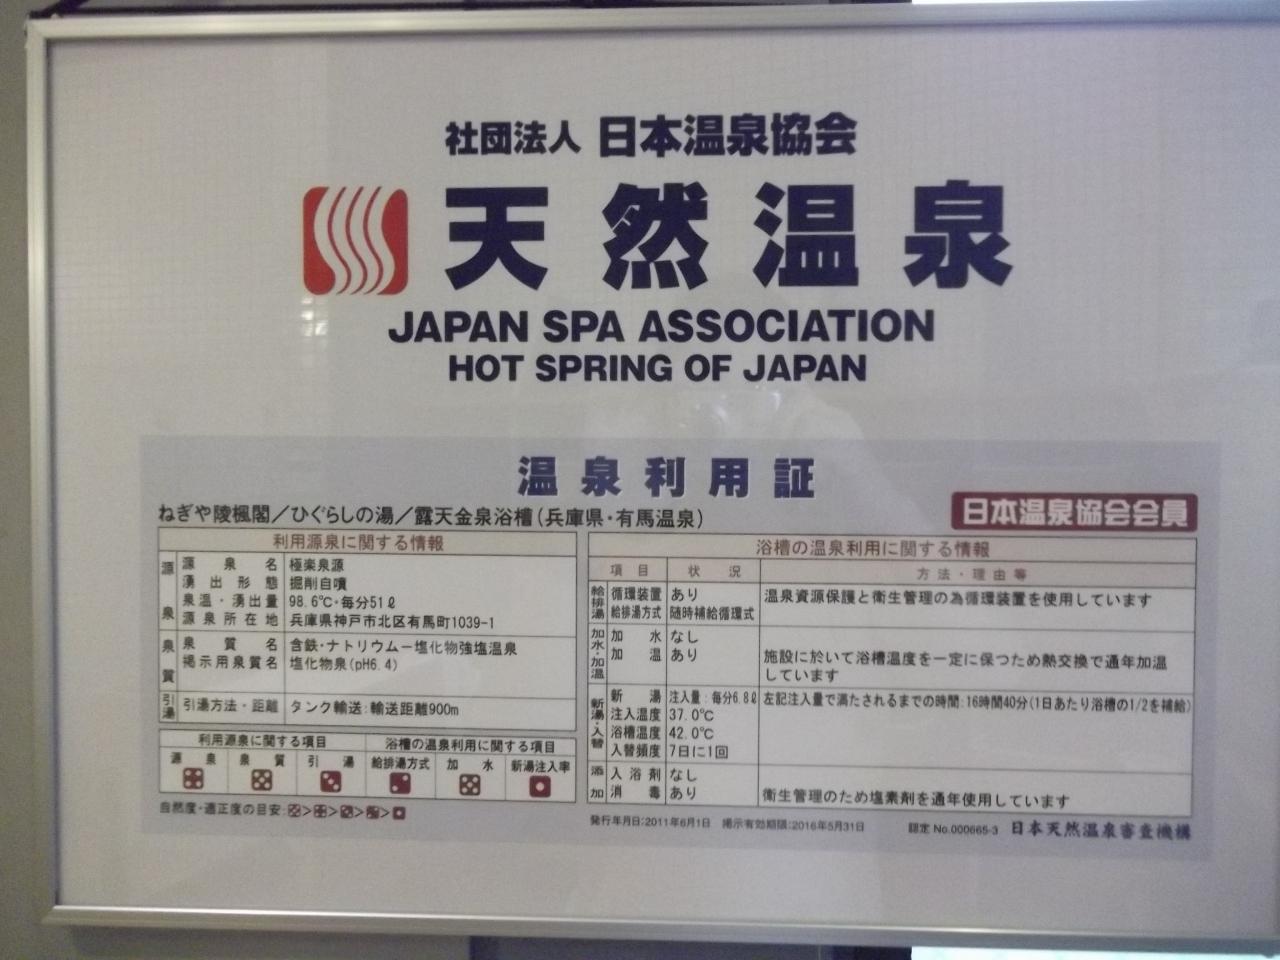 社団法人 日本温泉協会
天然温泉
JAPAN SPA ASSOCIATION
HOT SPRING OF JAPAN
温泉利用証
ねぎや陵楓閣／ひぐらしの湯／露天金泉浴槽(兵庫県・有馬温泉)
日本温泉協会会員
利用源泉に関する情報
源泉
源泉名 極楽泉源
湧出形態 掘削自噴
泉温・湧出量 98.6℃・毎分51ℓ
源泉所在地 兵庫県神戸市北区有馬町1039-1
泉質
泉質名 含鉄・ナトリウム－塩化物強塩温泉
掲示用泉質名 塩化物泉(pH6.4)
引湯
引湯方法・距離 タンク輸送：輸送距離900m
利用源泉に関する項目 浴槽の温泉利用に関する項目
源泉 泉質 引湯 給排湯方式 加水 新湯注入率
自然度・適正度の目安: > > > >
浴槽の温泉利用に関する情報
項目 状況 方法・理由等
給排湯
循環装置 あり 温泉資源保護と衛生管理の為循環装置を使用しています
給排湯方式 随時補給循環式
加水・加温
加水 なし
加温 あり 施設に於いて浴槽温度を一定に保つため熱交換で通年加温
しています
新湯・入替
新湯 注入量：毎分6.8ℓ 左記注入量で満たされるまでの時間：16時間40分(1日あたり浴槽の1/2を補給)
注入温度 37.0℃
浴槽温度 42.0℃
入替頻度 7日に1回
添加
入浴剤 なし
消毒 あり 衛生管理のため塩素剤を通年使用しています
発行年月日：2011年6月1日 掲示有効期限：2016年5月31日 認定 No.000665-3 日本天然温泉審査機構